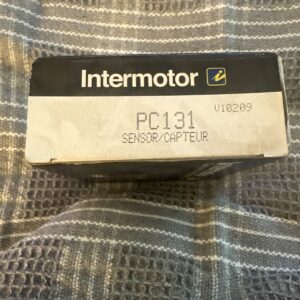 Intermotor i
V10209
PC131
SENSOR/CAPTEUR